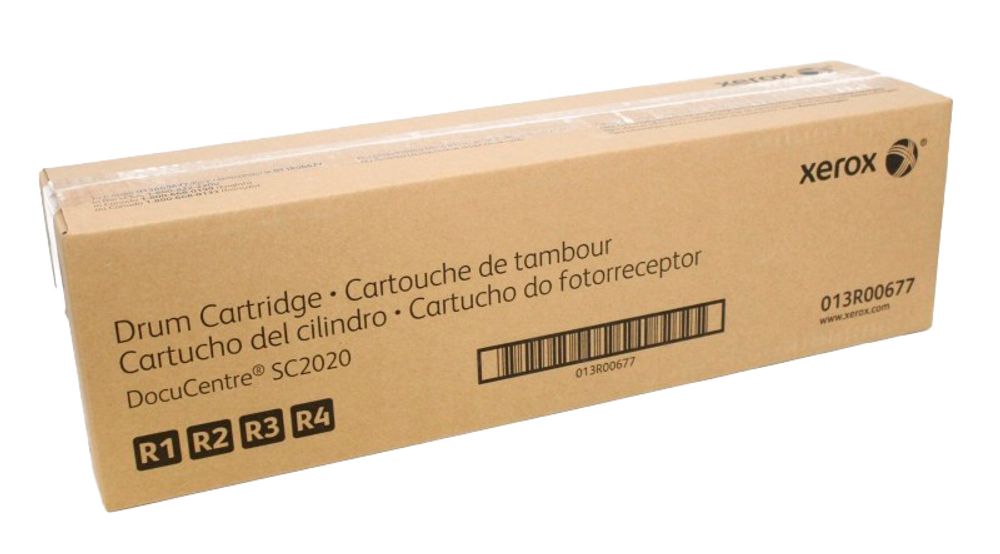 xerox
xerox®
Drum Cartridge • Cartouche de tambour
Cartucho del cilindro • Cartucho do fotorreceptor
DocuCentre® SC2020
R1 R2 R3 R4
013R00677
013R00677
www.xerox.com